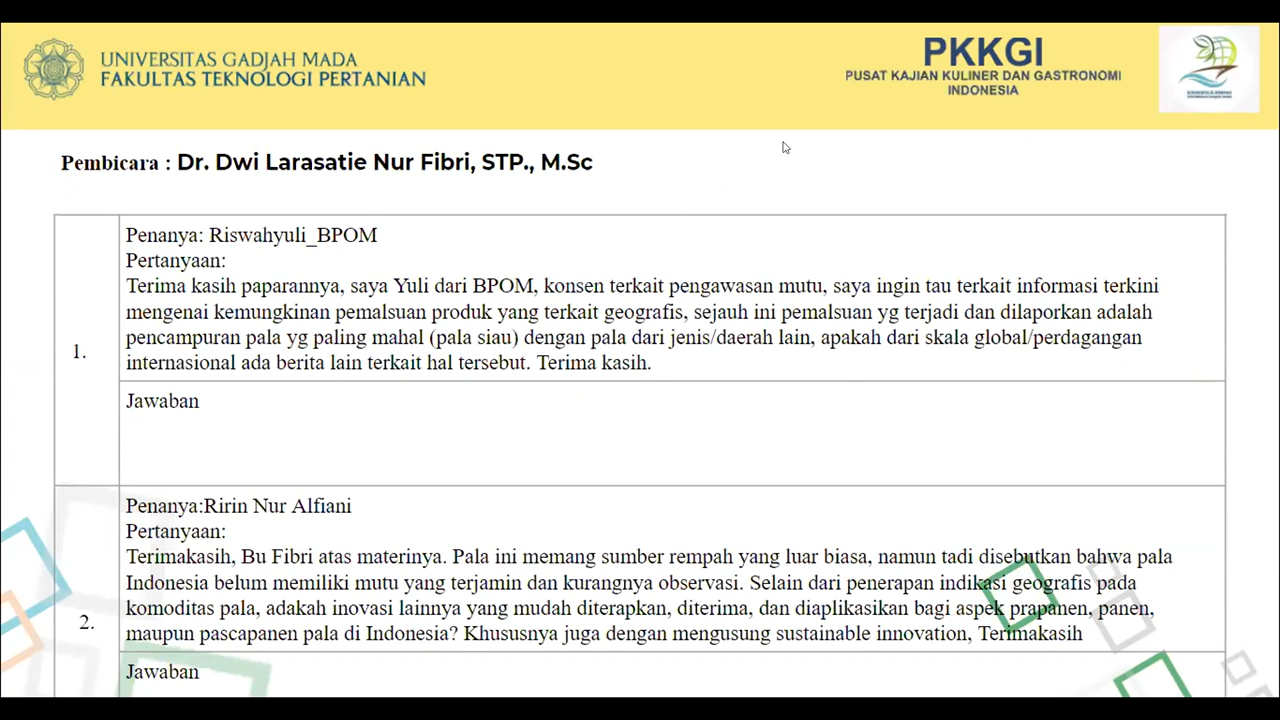 UNIVERSITAS GADJAH MADA
FAKULTAS TEKNOLOGI PERTANIAN
PKKGI
PUSAT KAJIAN KULINER DAN GASTRONOMI
INDONESIA
Pembicara : Dr. Dwi Larasatie Nur Fibri, STP., M.Sc
1.
Penanya: Riswahyuli_BPOM
Pertanyaan:
Terima kasih paparannya, saya Yuli dari BPOM, konsen terkait pengawasan mutu, saya ingin tau terkait informasi terkini
mengenai kemungkinan pemalsuan produk yang terkait geografis, sejauh ini pemalsuan yg terjadi dan dilaporkan adalah
pencampuran pala yg paling mahal (pala siau) dengan pala dari jenis/daerah lain, apakah dari skala global/perdagangan
internasional ada berita lain terkait hal tersebut. Terima kasih.
Jawaban
2.
Penanya:Ririn Nur Alfiani
Pertanyaan:
Terimakasih, Bu Fibri atas materinya. Pala ini memang sumber rempah yang luar biasa, namun tadi disebutkan bahwa pala
Indonesia belum memiliki mutu yang terjamin dan kurangnya observasi. Selain dari penerapan indikasi geografis pada
komoditas pala, adakah inovasi lainnya yang mudah diterapkan, diterima, dan diaplikasikan bagi aspek prapanen, panen,
maupun pascapanen pala di Indonesia? Khususnya juga dengan mengusung sustainable innovation, Terimakasih
Jawaban